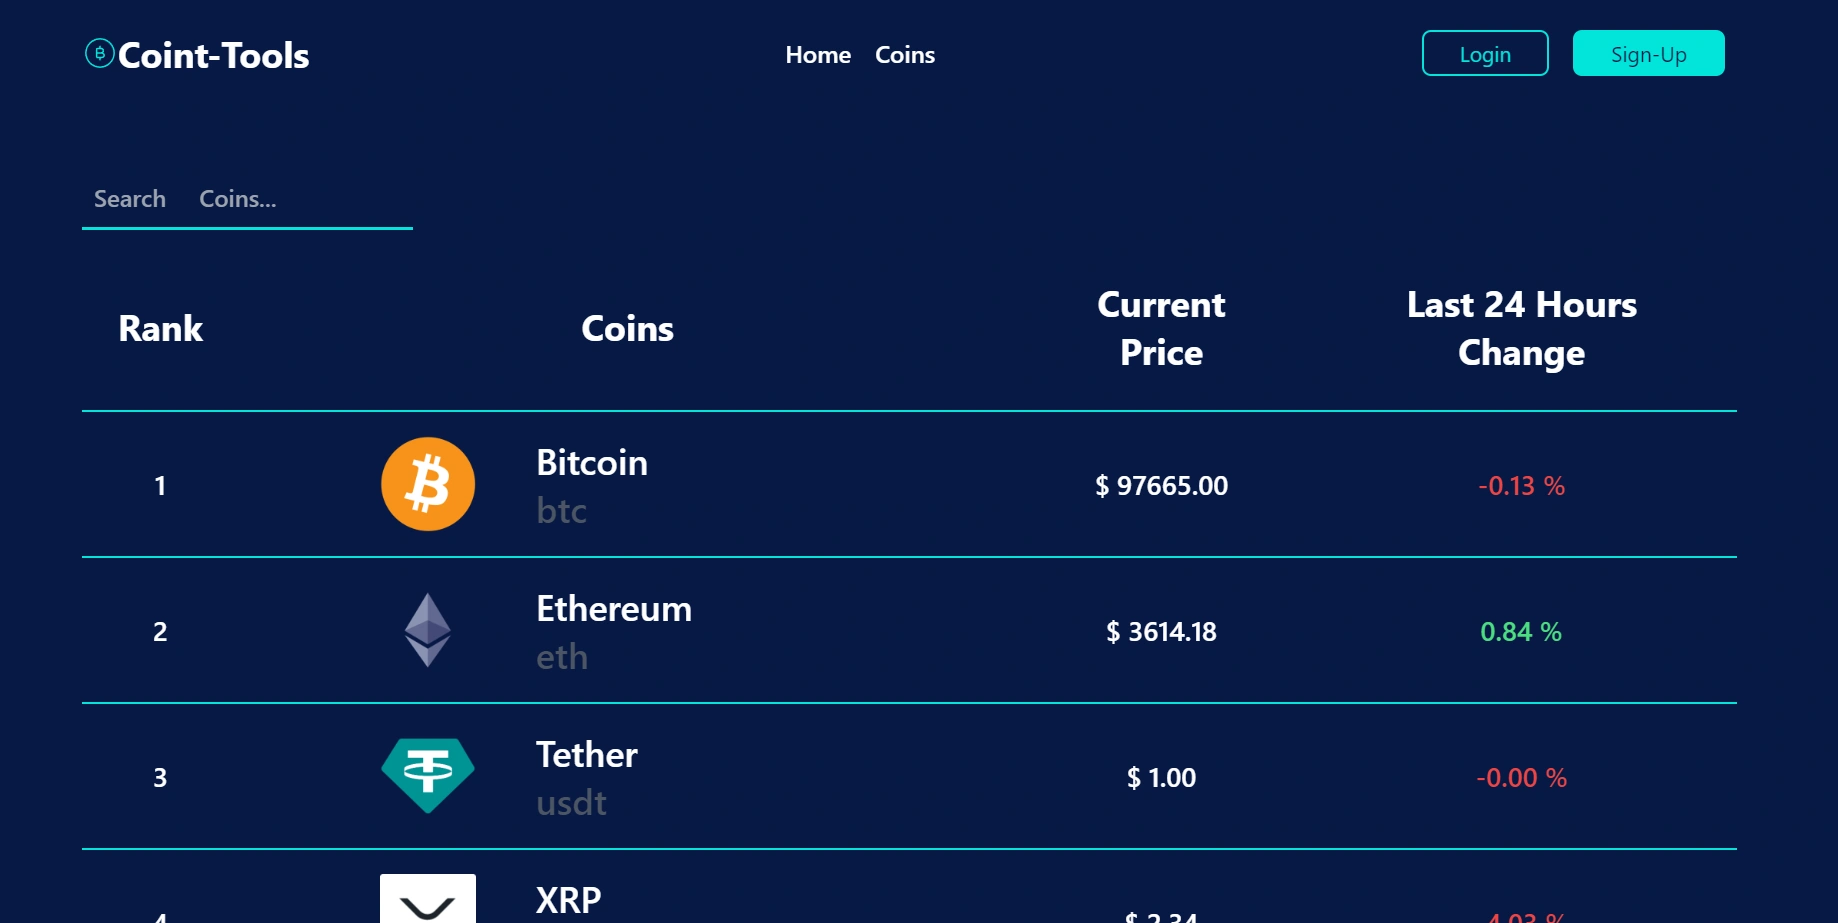 Coint-Tools Home Coins Login Sign-Up
Search Coins...
Rank Coins Current Price Last 24 Hours Change
1 Bitcoin btc $ 97665.00 -0.13 %
2 Ethereum eth $ 3614.18 0.84 %
3 Tether usdt $ 1.00 -0.00 %
4 XRP $ 2.34 -4.03 %